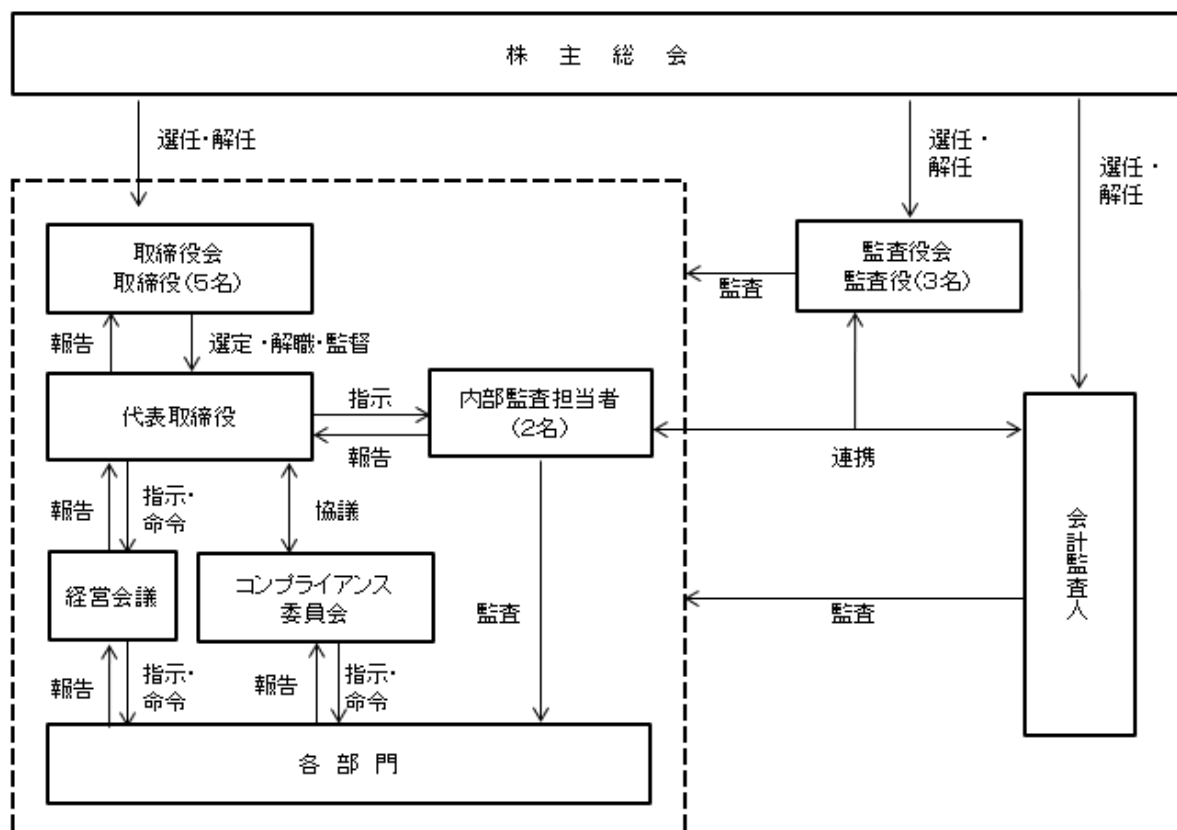 株 主 総 会
選任・解任
選任・
解任
選任・
解任
取締役会
取締役(5名)
監査役会
監査役(3名)
監査
報告
選定・解職・監督
代表取締役
指示
報告
内部監査担当者
(2名)
連携
報告
指示・
命令
協議
経営会議
コンプライアンス
委員会
監査
監査
会計監査人
報告
指示・
命令
報告
指示・
命令
各 部 門